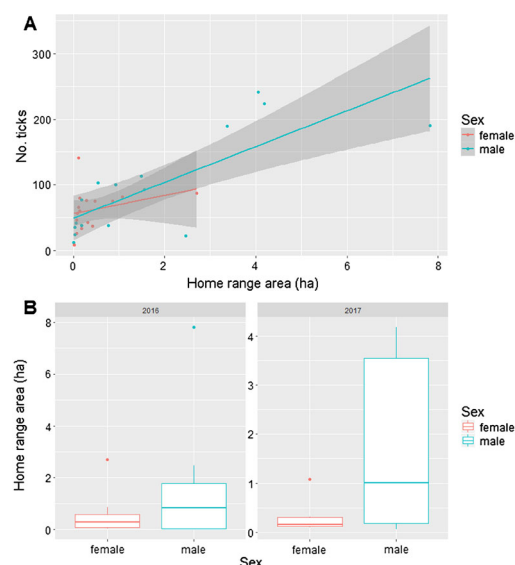 A
No. ticks
300
200
100
0
0
2
4
6
8
Home range area (ha)
Sex
female
male
B
Home range area (ha)
2016
8
6
4
2
0
female
male
2017
4
3
2
1
0
female
male
Sex
Sex
female
male